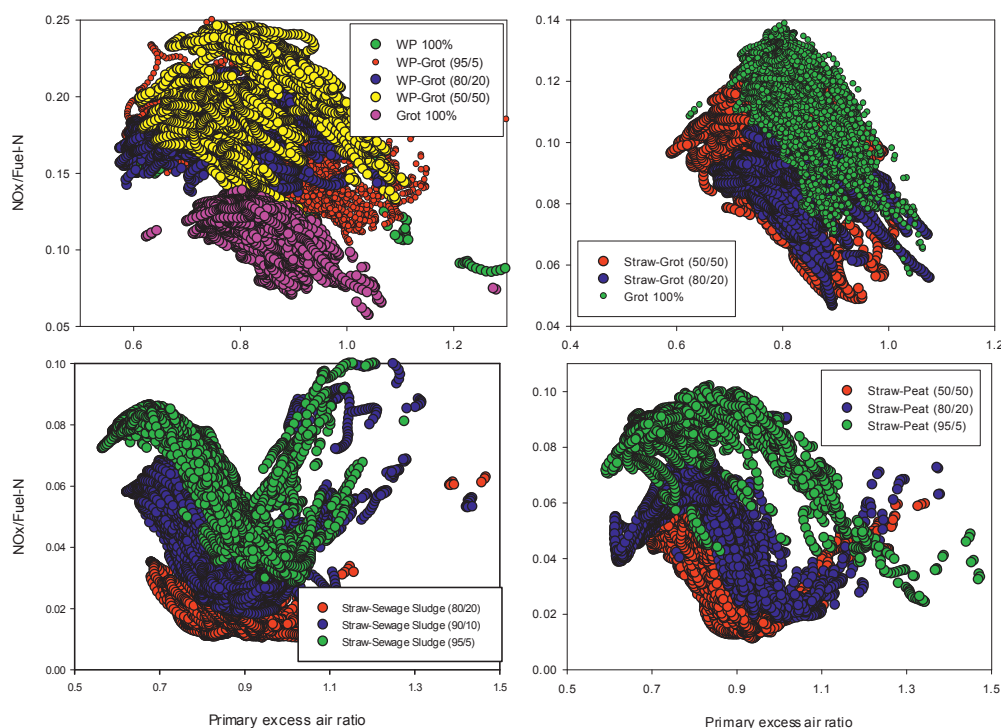 NOx/Fuel-N
0.25
0.20
0.15
0.10
0.05
0.6
0.8
1.0
1.2
WP 100%
WP-Grot (95/5)
WP-Grot (80/20)
WP-Grot (50/50)
Grot 100%
0.14
0.12
0.10
0.08
0.06
0.04
0.4
0.6
0.8
1.0
1.2
Straw-Grot (50/50)
Straw-Grot (80/20)
Grot 100%
NOx/Fuel-N
0.10
0.08
0.06
0.04
0.02
0.00
0.5
0.7
0.9
1.1
1.3
1.5
Straw-Sewage Sludge (80/20)
Straw-Sewage Sludge (90/10)
Straw-Sewage Sludge (95/5)
Primary excess air ratio
0.10
0.08
0.06
0.04
0.02
0.00
0.5
0.7
0.9
1.1
1.3
1.5
Straw-Peat (50/50)
Straw-Peat (80/20)
Straw-Peat (95/5)
Primary excess air ratio